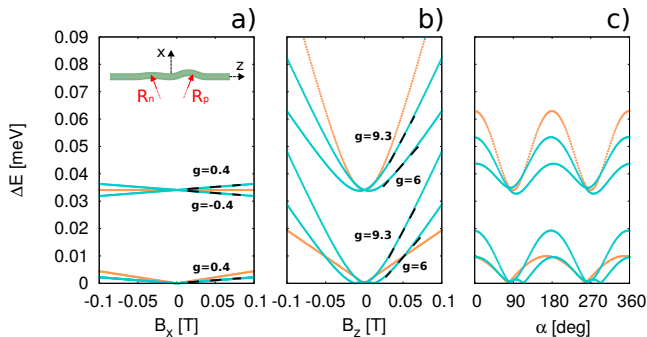 a) b) c)
0.09
0.08
0.07
0.06
0.05
0.04
0.03
0.02
0.01
0
ΔE [meV]
x
z
Rn Rp
g=0.4
g=-0.4
g=0.4
g=9.3
g=6
g=9.3
g=6
-0.1 -0.05 0 0.05 0.1
-0.1 -0.05 0 0.05 0.1
0 90 180 270 360
Bx [T] Bz [T] α [deg]